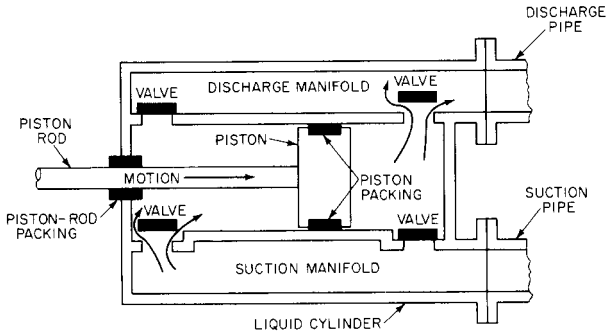 DISCHARGE
PIPE
VALVE
DISCHARGE MANIFOLD
VALVE
PISTON
ROD
PISTON
MOTION
PISTON
PACKING
PISTON-ROD
PACKING
VALVE
VALVE
SUCTION
PIPE
SUCTION MANIFOLD
LIQUID CYLINDER